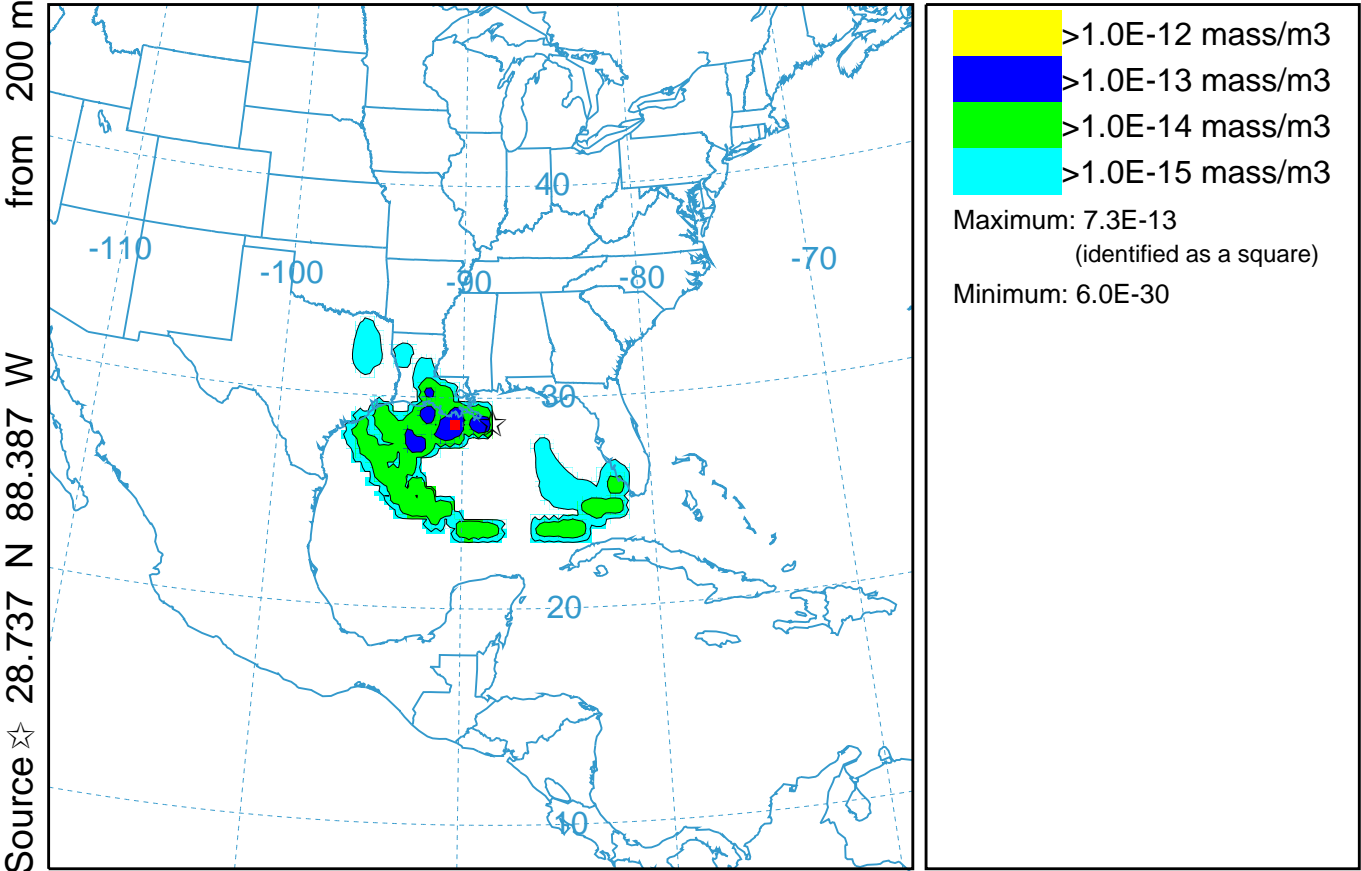 Source ☆ 28.737 N 88.387 W from 200 m
>1.0E-12 mass/m3
>1.0E-13 mass/m3
>1.0E-14 mass/m3
>1.0E-15 mass/m3
Maximum: 7.3E-13
(identified as a square)
Minimum: 6.0E-30
40
-110
-100
-90
-80
-70
30
20
10